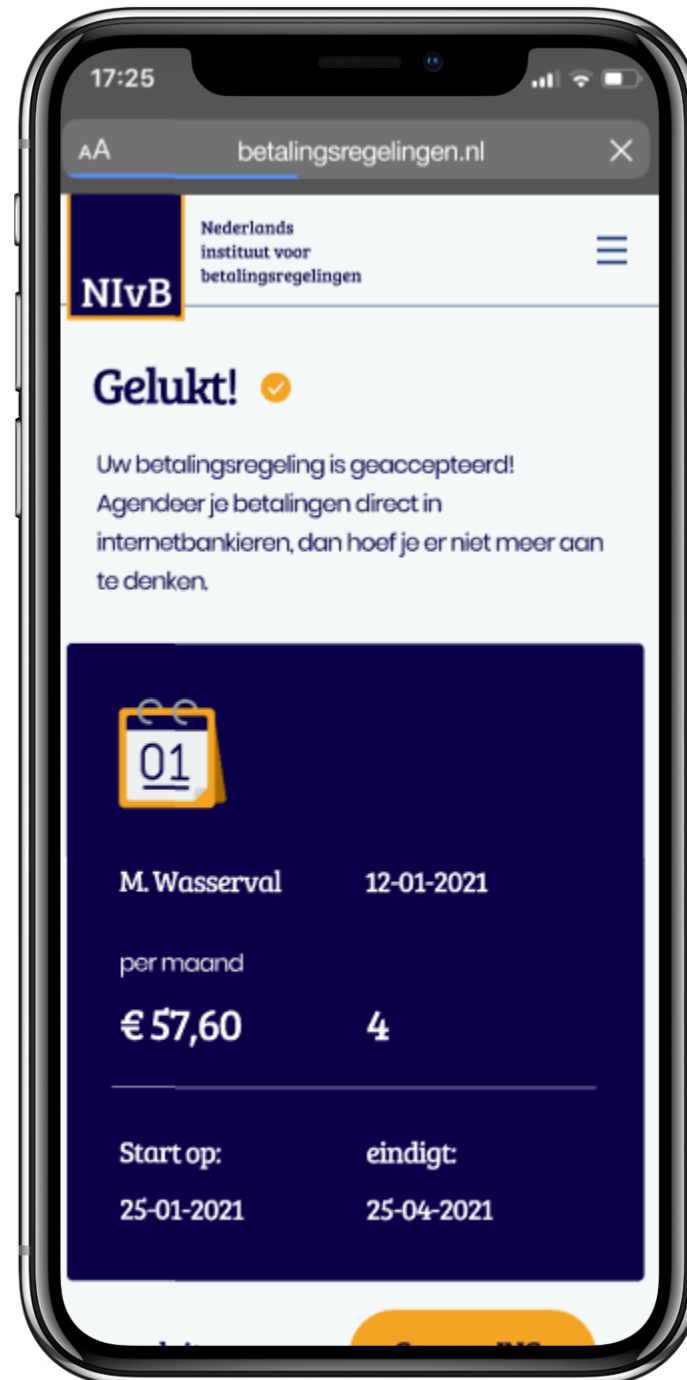 17:25
AA betalingsregelingen.nl
NIvB
Nederlands
instituut voor
betalingsregelingen
Gelukt!
Uw betalingsregeling is geaccepteerd!
Agendeer je betalingen direct in
internetbankieren, dan hoef je er niet meer aan
te denken.
01
M. Wasserval 12-01-2021
per maand
€ 57,60 4
Start op: eindigt:
25-01-2021 25-04-2021